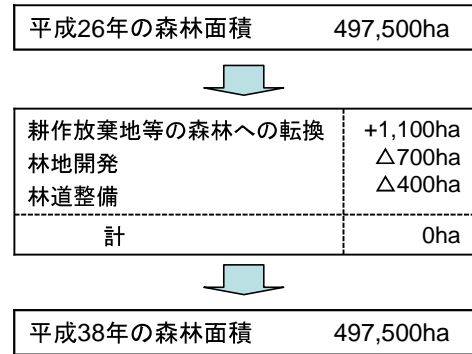 平成26年の森林面積 497,500ha
耕作放棄地等の森林への転換 +1,100ha
林地開発 △700ha
林道整備 △400ha
計 0ha
平成38年の森林面積 497,500ha